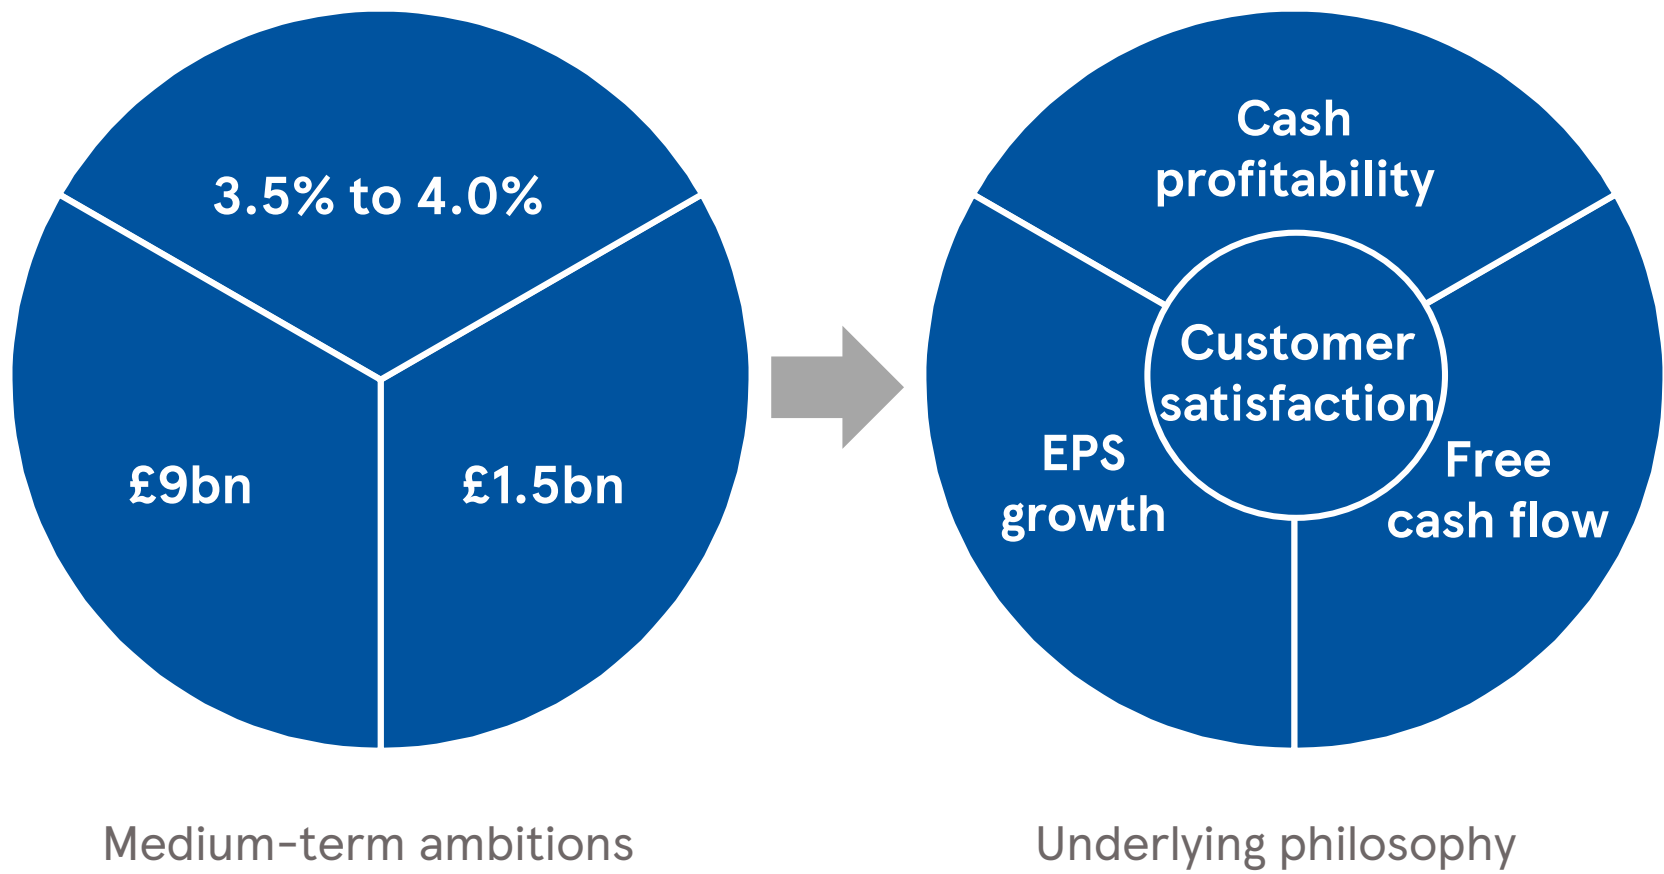 3.5% to 4.0%
£9bn
£1.5bn
Medium-term ambitions
Cash
profitability
Customer
satisfaction
EPS
growth
Free
cash flow
Underlying philosophy